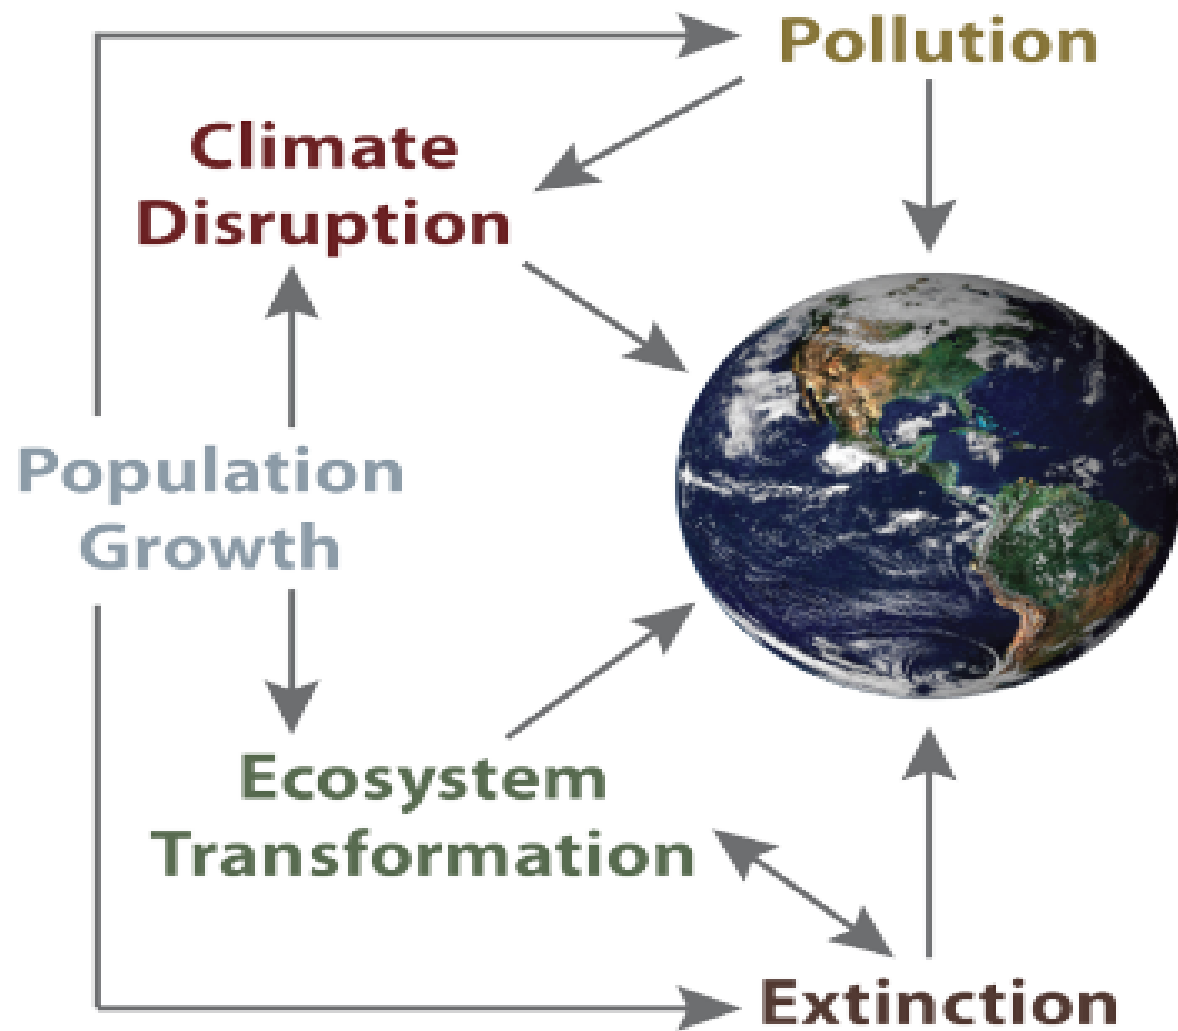 Pollution
Climate
Disruption
Population
Growth
Ecosystem
Transformation
Extinction